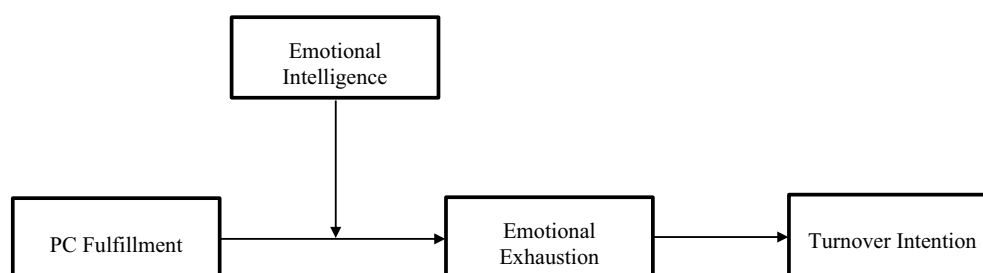 Emotional
Intelligence
PC Fulfillment
Emotional
Exhaustion
Turnover Intention